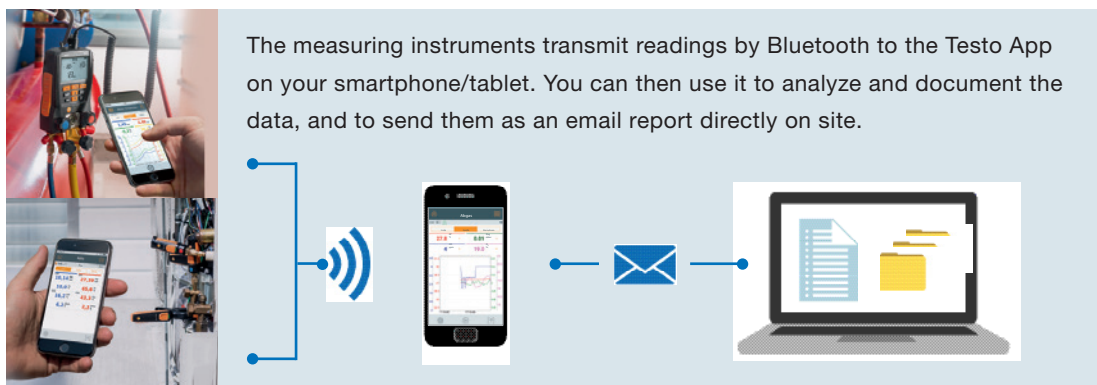 The measuring instruments transmit readings by Bluetooth to the Testo App
on your smartphone/tablet. You can then use it to analyze and document the
data, and to send them as an email report directly on site.